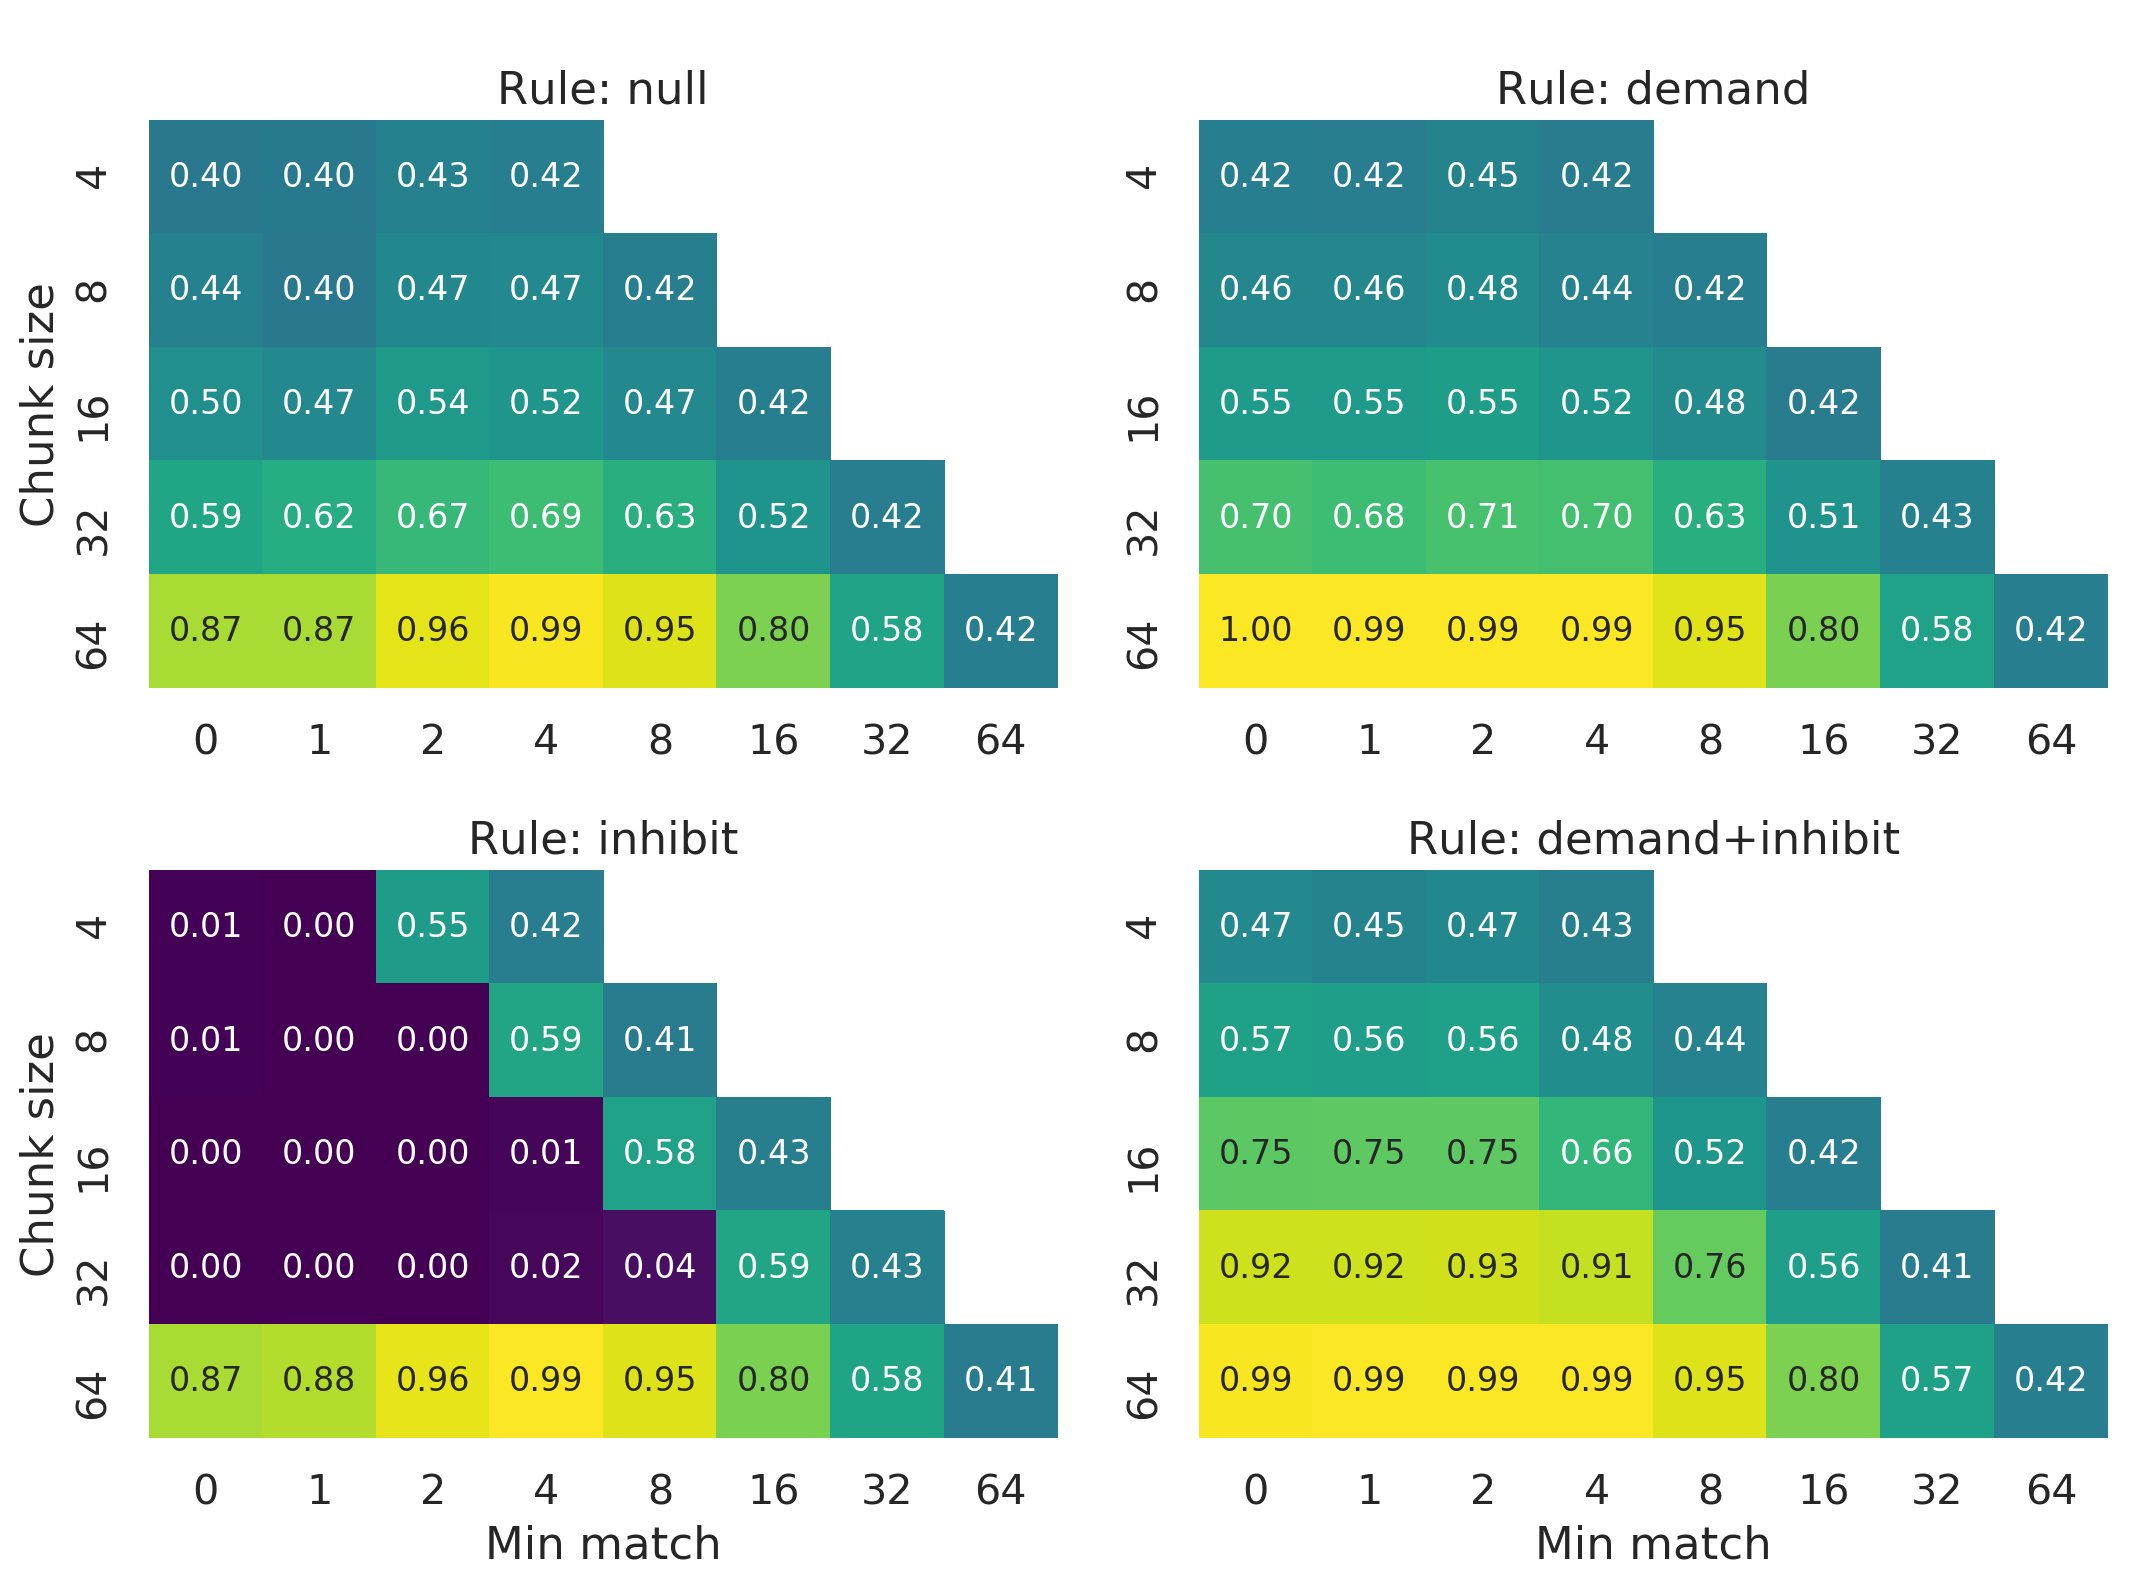 Rule: null
4 0.40 0.40 0.43 0.42
8 0.44 0.40 0.47 0.47 0.42
16 0.50 0.47 0.54 0.52 0.47 0.42
32 0.59 0.62 0.67 0.69 0.63 0.52 0.42
64 0.87 0.87 0.96 0.99 0.95 0.80 0.58 0.42
0 1 2 4 8 16 32 64
Chunk size
Rule: demand
4 0.42 0.42 0.45 0.42
8 0.46 0.46 0.48 0.44 0.42
16 0.55 0.55 0.55 0.52 0.48 0.42
32 0.70 0.68 0.71 0.70 0.63 0.51 0.43
64 1.00 0.99 0.99 0.99 0.95 0.80 0.58 0.42
0 1 2 4 8 16 32 64
Rule: inhibit
4 0.01 0.00 0.55 0.42
8 0.01 0.00 0.00 0.59 0.41
16 0.00 0.00 0.00 0.01 0.58 0.43
32 0.00 0.00 0.00 0.02 0.04 0.59 0.43
64 0.87 0.88 0.96 0.99 0.95 0.80 0.58 0.41
0 1 2 4 8 16 32 64
Chunk size
Min match
Rule: demand+inhibit
4 0.47 0.45 0.47 0.43
8 0.57 0.56 0.56 0.48 0.44
16 0.75 0.75 0.75 0.66 0.52 0.42
32 0.92 0.92 0.93 0.91 0.76 0.56 0.41
64 0.99 0.99 0.99 0.99 0.95 0.80 0.57 0.42
0 1 2 4 8 16 32 64
Min match